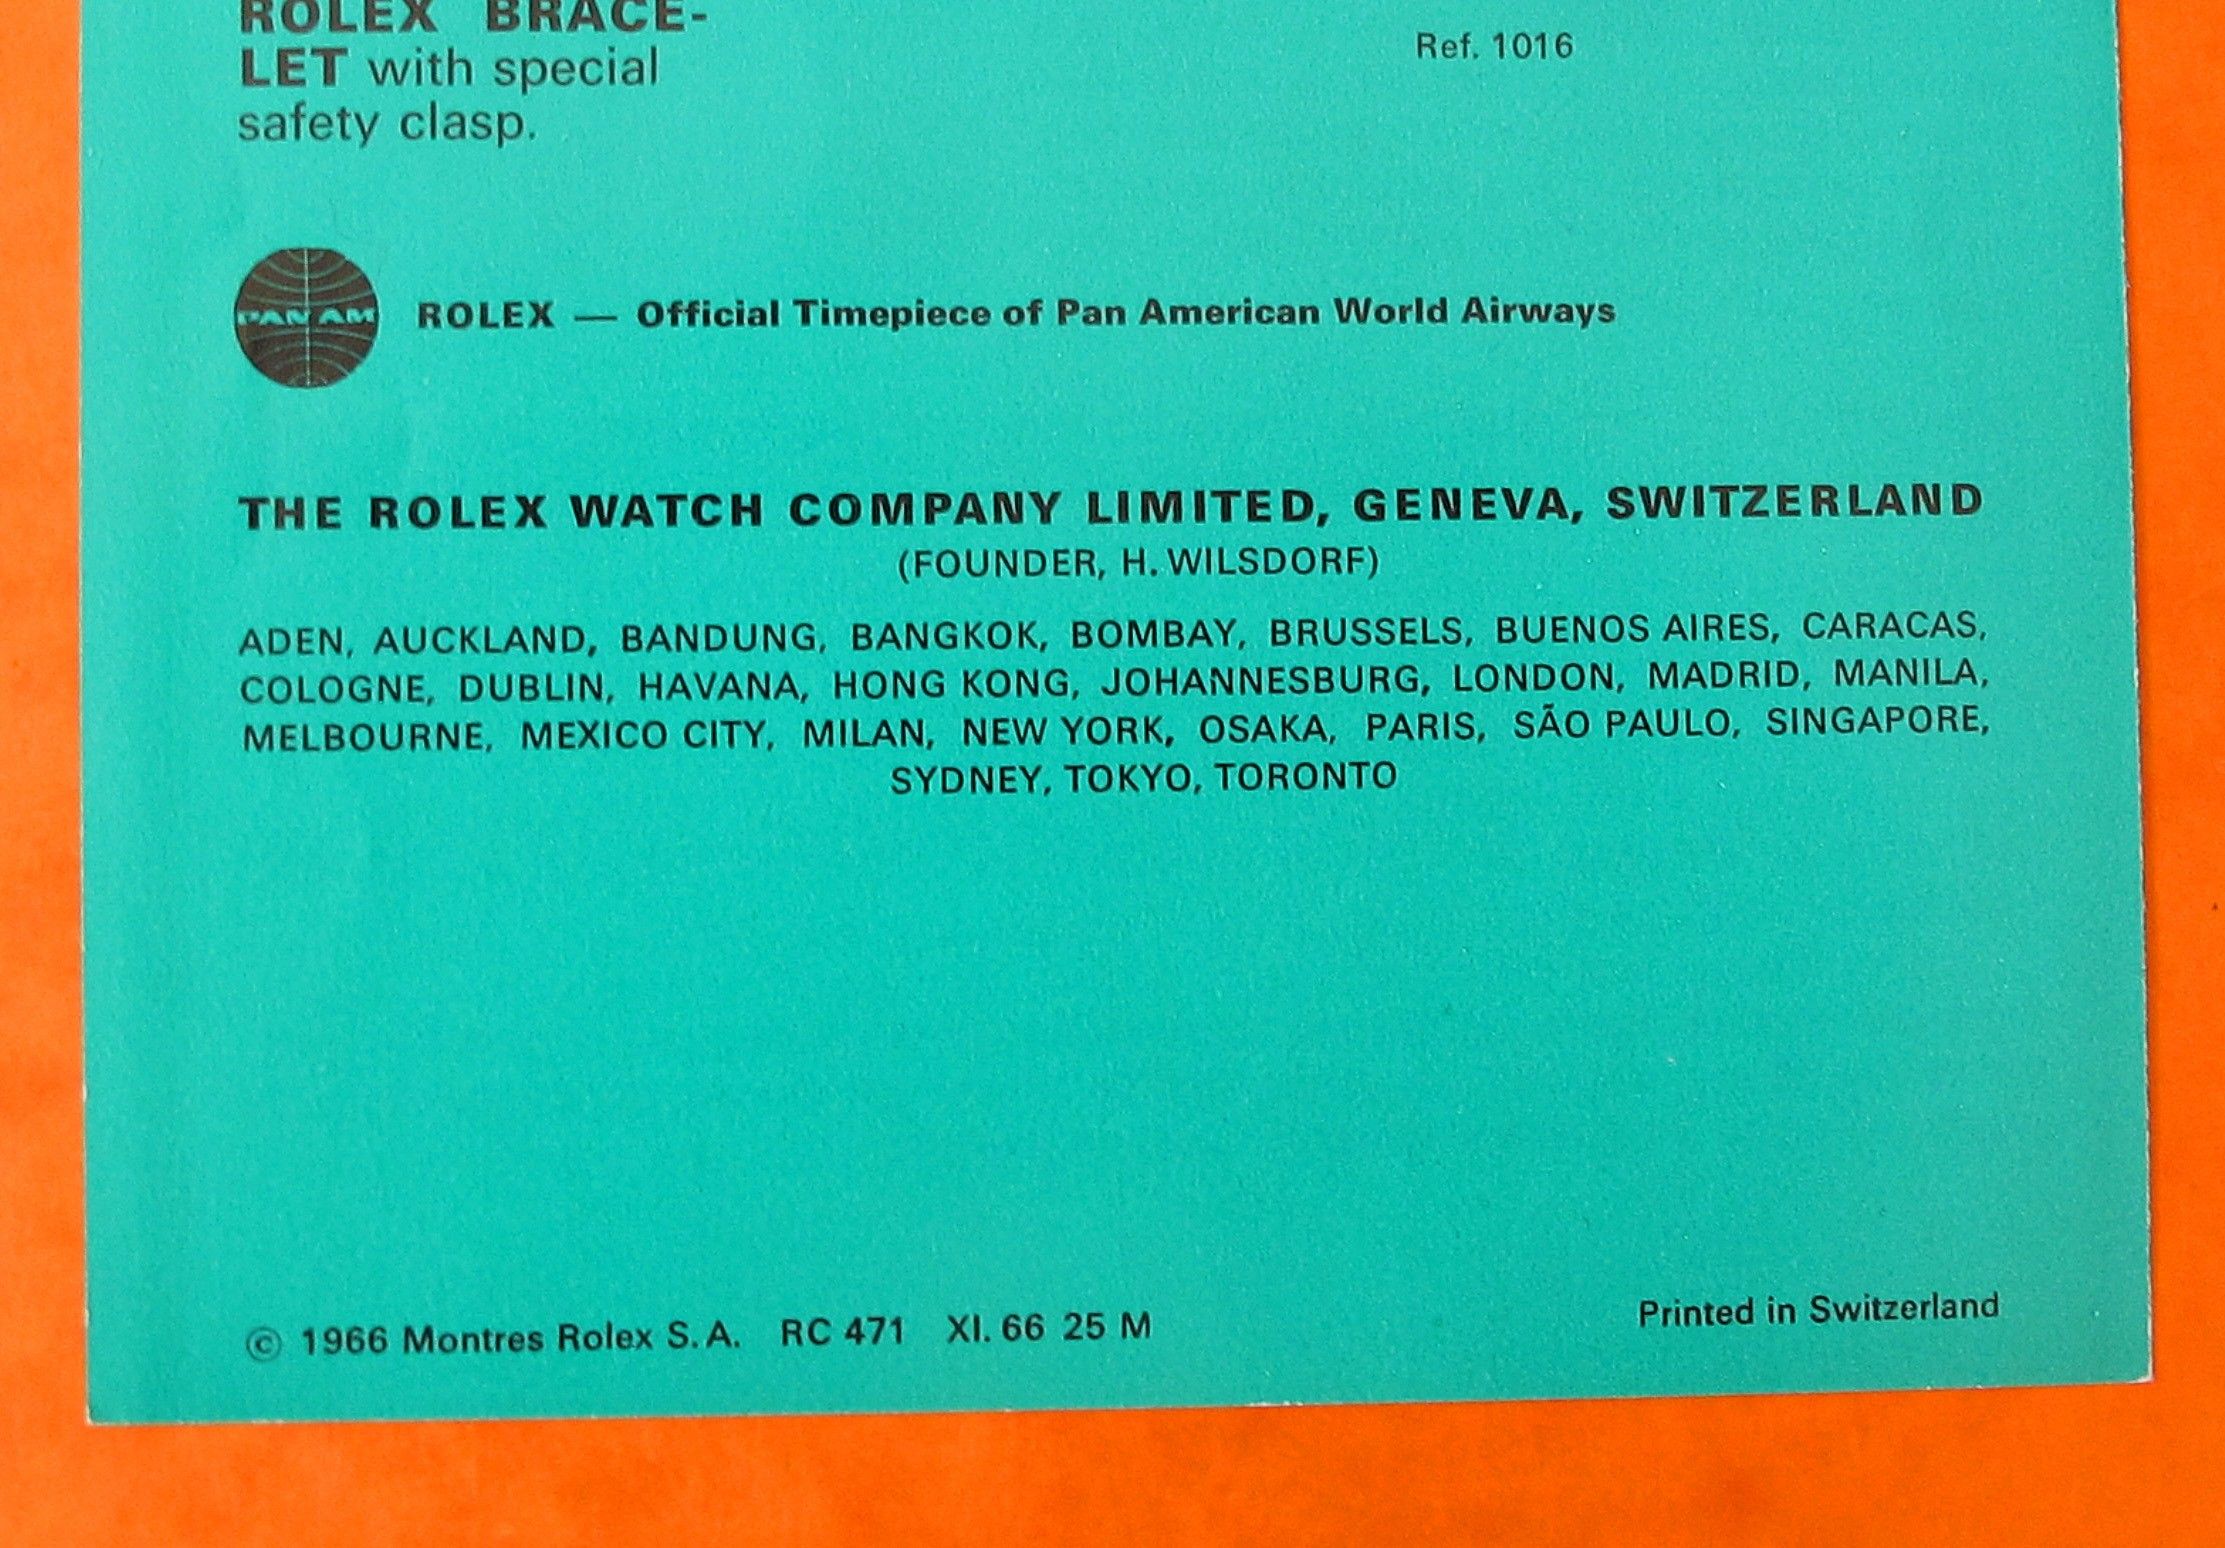 ROLEX BRACE-
LET with special
safety clasp.
Ref. 1016
PAN AM
ROLEX — Official Timepiece of Pan American World Airways
THE ROLEX WATCH COMPANY LIMITED, GENEVA, SWITZERLAND
(FOUNDER, H. WILSDORF)
ADEN, AUCKLAND, BANDUNG, BANGKOK, BOMBAY, BRUSSELS, BUENOS AIRES, CARACAS,
COLOGNE, DUBLIN, HAVANA, HONG KONG, JOHANNESBURG, LONDON, MADRID, MANILA,
MELBOURNE, MEXICO CITY, MILAN, NEW YORK, OSAKA, PARIS, SÃO PAULO, SINGAPORE,
SYDNEY, TOKYO, TORONTO
© 1966 Montres Rolex S.A. RC 471 XI. 66 25 M
Printed in Switzerland